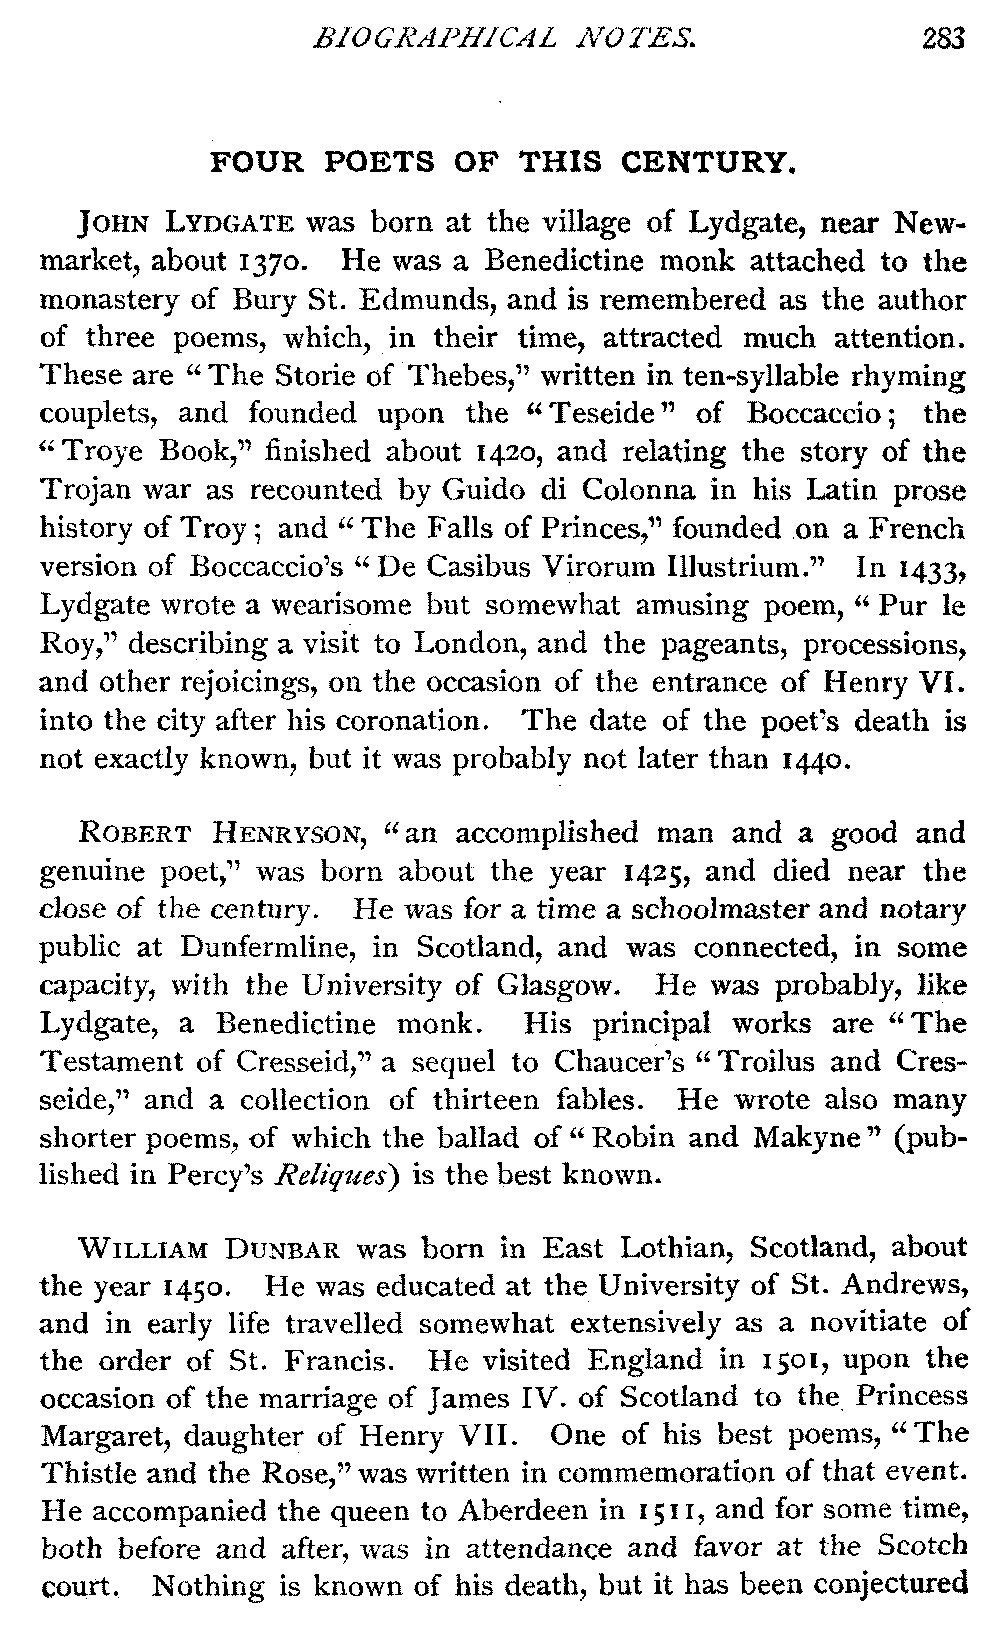 BIOGRAPHICAL NOTES. 283
FOUR POETS OF THIS CENTURY.
JOHN LYDGATE was born at the village of Lydgate, near New-
market, about 1370. He was a Benedictine monk attached to the
monastery of Bury St. Edmunds, and is remembered as the author
of three poems, which, in their time, attracted much attention.
These are “The Storie of Thebes,” written in ten-syllable rhyming
couplets, and founded upon the “Teseide” of Boccaccio; the
“Troye Book,” finished about 1420, and relating the story of the
Trojan war as recounted by Guido di Colonna in his Latin prose
history of Troy; and “The Falls of Princes,” founded on a French
version of Boccaccio’s “De Casibus Virorum Illustrium.” In 1433,
Lydgate wrote a wearisome but somewhat amusing poem, “Pur le
Roy,” describing a visit to London, and the pageants, processions,
and other rejoicings, on the occasion of the entrance of Henry VI.
into the city after his coronation. The date of the poet’s death is
not exactly known, but it was probably not later than 1440.
ROBERT HENRYSON, “an accomplished man and a good and
genuine poet,” was born about the year 1425, and died near the
close of the century. He was for a time a schoolmaster and notary
public at Dunfermline, in Scotland, and was connected, in some
capacity, with the University of Glasgow. He was probably, like
Lydgate, a Benedictine monk. His principal works are “The
Testament of Cresseid,” a sequel to Chaucer’s “Troilus and Cres-
seide,” and a collection of thirteen fables. He wrote also many
shorter poems, of which the ballad of “Robin and Makyne” (pub-
lished in Percy’s Reliques) is the best known.
WILLIAM DUNBAR was born in East Lothian, Scotland, about
the year 1450. He was educated at the University of St. Andrews,
and in early life travelled somewhat extensively as a novitiate of
the order of St. Francis. He visited England in 1501, upon the
occasion of the marriage of James IV. of Scotland to the Princess
Margaret, daughter of Henry VII. One of his best poems, “The
Thistle and the Rose,” was written in commemoration of that event.
He accompanied the queen to Aberdeen in 1511, and for some time,
both before and after, was in attendance and favor at the Scotch
court. Nothing is known of his death, but it has been conjectured